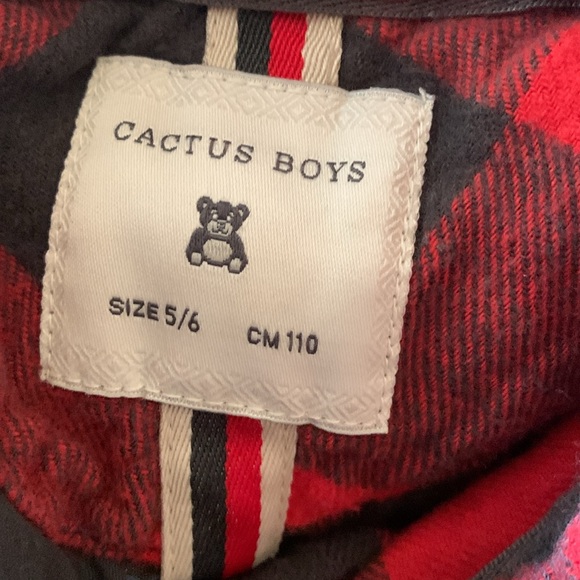 CACTUS BOYS
SIZE 5/6 CM 110